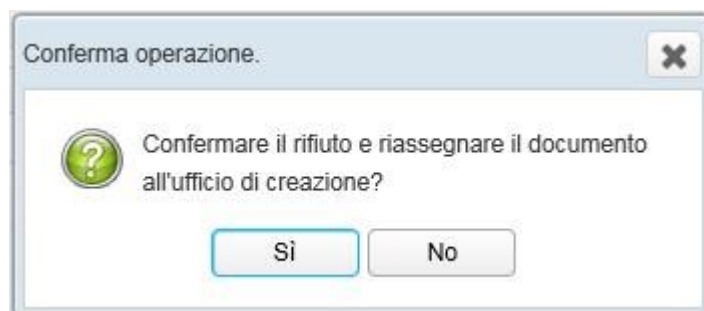 Conferma operazione.
Confermare il rifiuto e riassegnare il documento
all'ufficio di creazione?
Sì
No